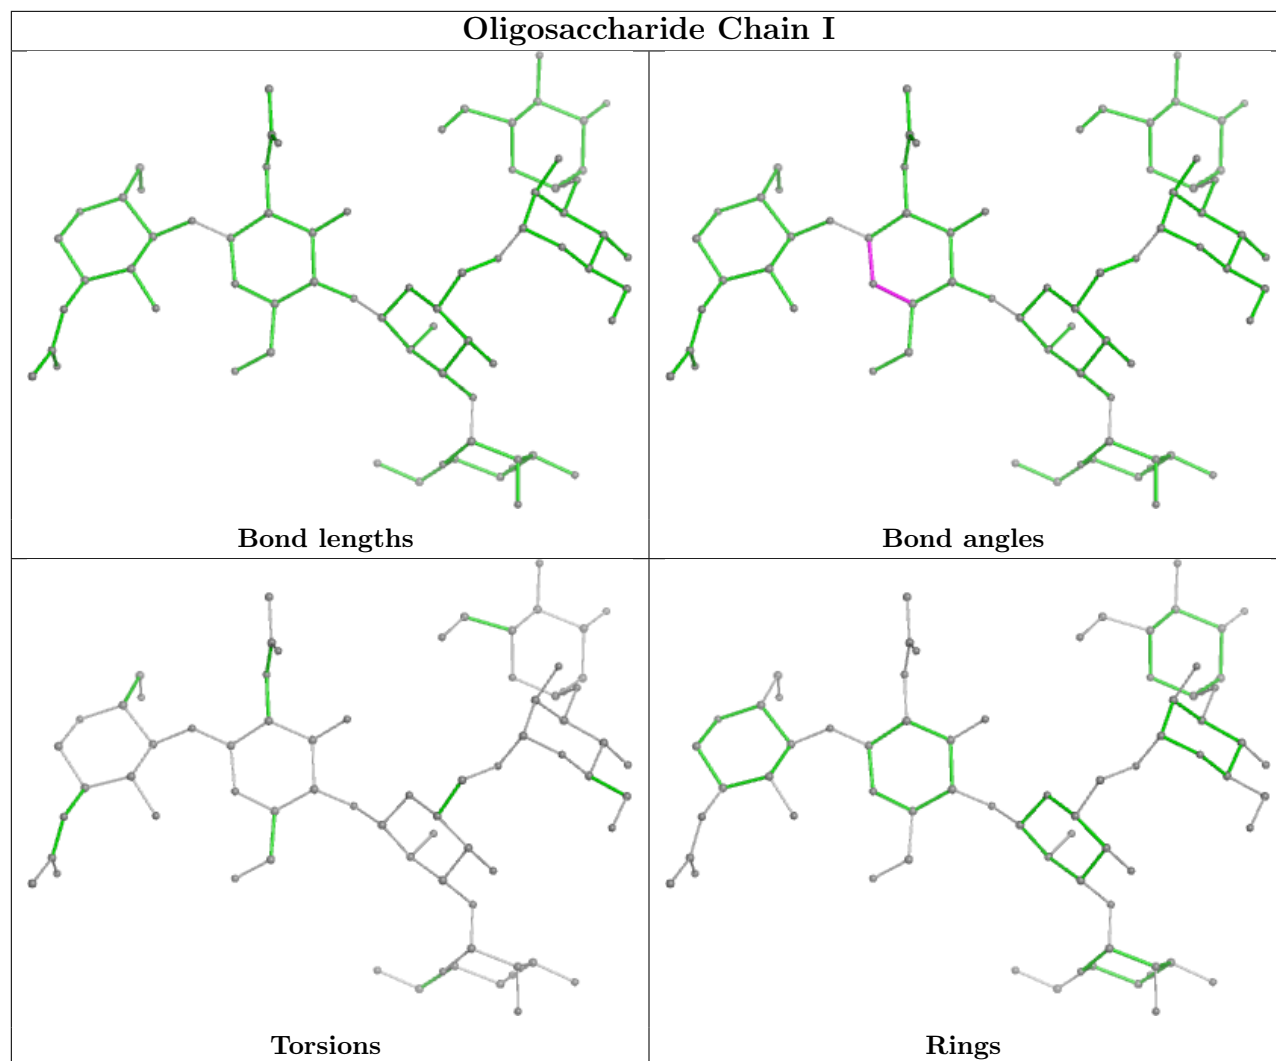 Oligosaccharide Chain I
Bond lengths
Bond angles
Torsions
Rings